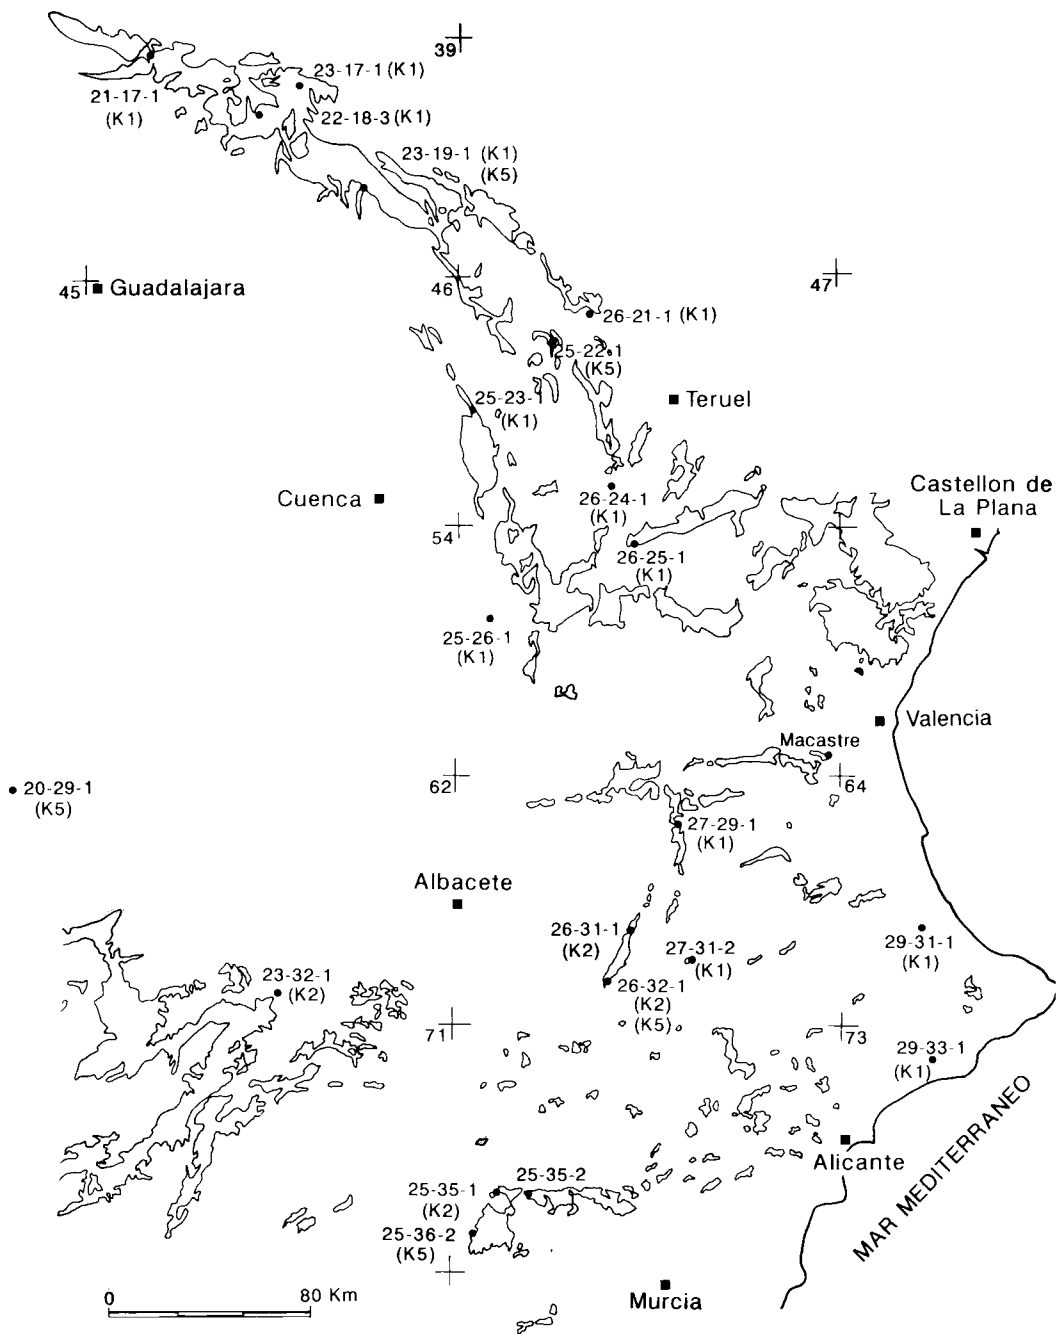 39
23-17-1 (K1)
21-17-1
(K1)
22-18-3 (K1)
23-19-1 (K1)
(K5)
45
Guadalajara
46
47
26-21-1 (K1)
25-22-1
(K5)
25-23-1
(K1)
Teruel
Cuenca
26-24-1
(K1)
Castellon de
La Plana
54
26-25-1
(K1)
25-26-1
(K1)
Valencia
Macastre
20-29-1
(K5)
62
64
27-29-1
(K1)
Albacete
26-31-1
(K2)
27-31-2
(K1)
29-31-1
(K1)
23-32-1
(K2)
26-32-1
(K2)
(K5)
71
73
29-33-1
(K1)
Alicante
MAR MEDITERRANEO
25-35-1
(K2)
25-35-2
25-36-2
(K5)
0 80 Km
Murcia